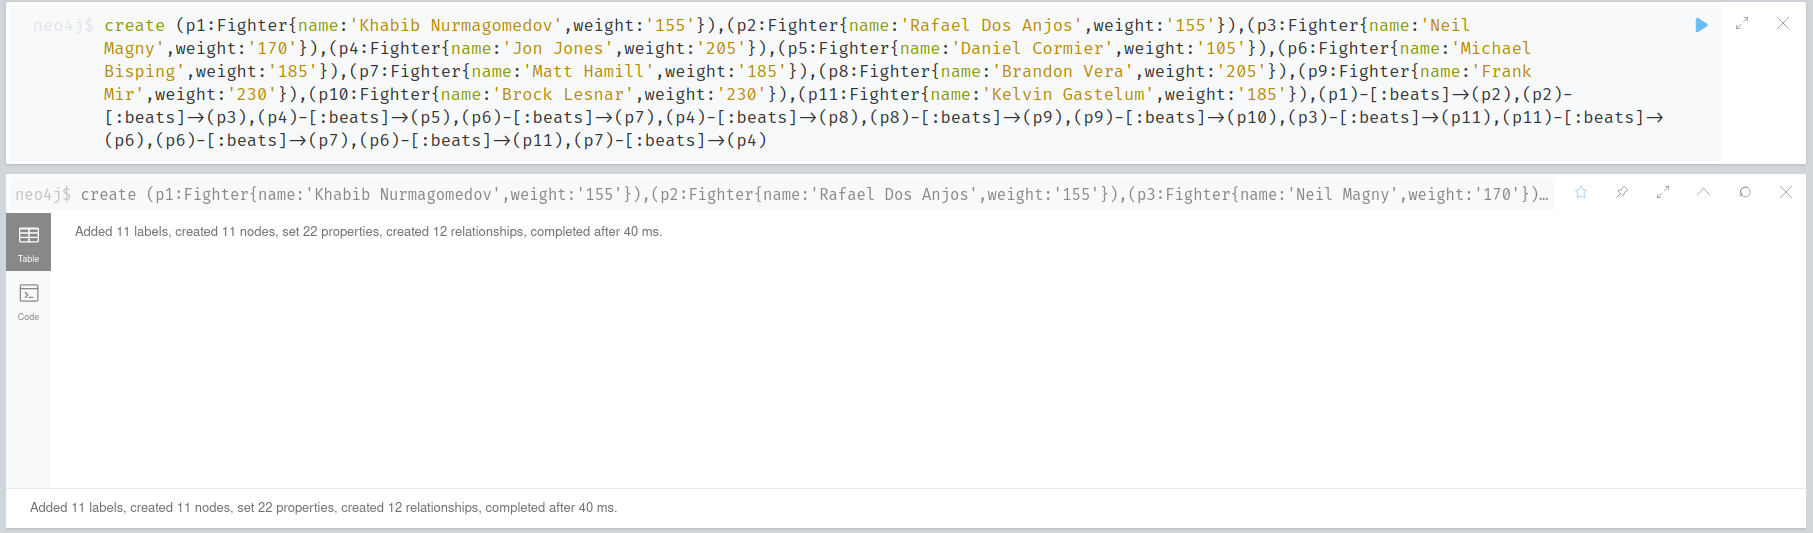 neo4j$ create (p1:Fighter{name:'Khabib Nurmagomedov',weight:'155'}),(p2:Fighter{name:'Rafael Dos Anjos',weight:'155'}),(p3:Fighter{name:'Neil
Magny',weight:'170'}),(p4:Fighter{name:'Jon Jones',weight:'205'}),(p5:Fighter{name:'Daniel Cormier',weight:'105'}),(p6:Fighter{name:'Michael
Bisping',weight:'185'}),(p7:Fighter{name:'Matt Hamill',weight:'185'}),(p8:Fighter{name:'Brandon Vera',weight:'205'}),(p9:Fighter{name:'Frank
Mir',weight:'230'}),(p10:Fighter{name:'Brock Lesnar',weight:'230'}),(p11:Fighter{name:'Kelvin Gastelum',weight:'185'}),(p1)-[:beats]→(p2),(p2)-
[:beats]→(p3),(p4)-[:beats]→(p5),(p6)-[:beats]→(p7),(p4)-[:beats]→(p8),(p8)-[:beats]→(p9),(p9)-[:beats]→(p10),(p3)-[:beats]→(p11),(p11)-[:beats]→
(p6),(p6)-[:beats]→(p7),(p6)-[:beats]→(p11),(p7)-[:beats]→(p4)
neo4j$ create (p1:Fighter{name:'Khabib Nurmagomedov',weight:'155'}),(p2:Fighter{name:'Rafael Dos Anjos',weight:'155'}),(p3:Fighter{name:'Neil Magny',weight:'170'})…
Added 11 labels, created 11 nodes, set 22 properties, created 12 relationships, completed after 40 ms.
Table
Code
Added 11 labels, created 11 nodes, set 22 properties, created 12 relationships, completed after 40 ms.